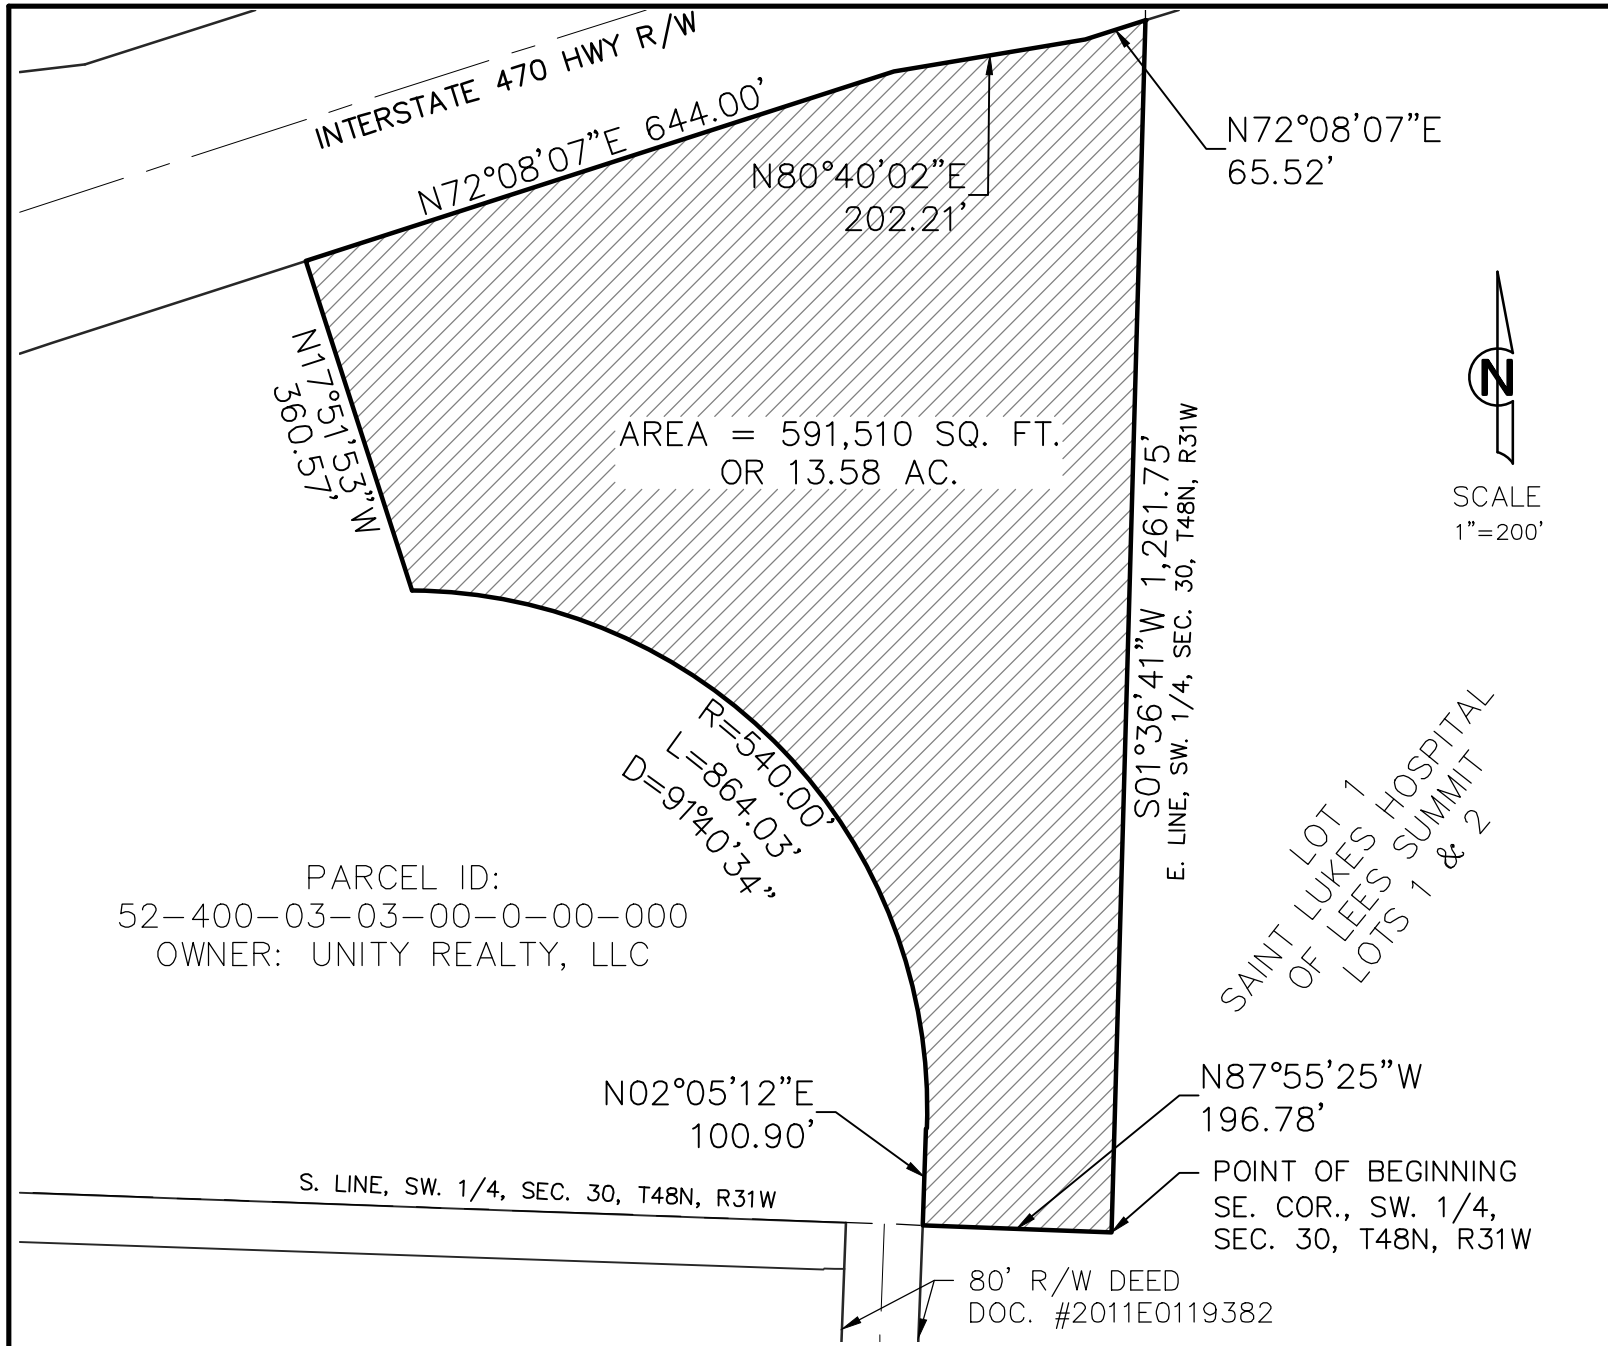 INTERSTATE 470 HWY R/W
N72°08'07"E 644.00'
N80°40'02"E
202.21'
N72°08'07"E
65.52'
N17°51'53"W
360.57'
AREA = 591,510 SQ. FT.
OR 13.58 AC.
S01°36'41"W 1,261.75'
E. LINE, SW. 1/4, SEC. 30, T48N, R31W
N
SCALE
1"=200'
R=540.00'
L=864.03'
D=91°40'34"
LOT 1
SAINT LUKES HOSPITAL
OF LEES SUMMIT
LOTS 1 & 2
PARCEL ID:
52-400-03-03-00-0-00-000
OWNER: UNITY REALTY, LLC
N02°05'12"E
100.90'
N87°55'25"W
196.78'
POINT OF BEGINNING
SE. COR., SW. 1/4,
SEC. 30, T48N, R31W
S. LINE, SW. 1/4, SEC. 30, T48N, R31W
80' R/W DEED
DOC. #2011E0119382